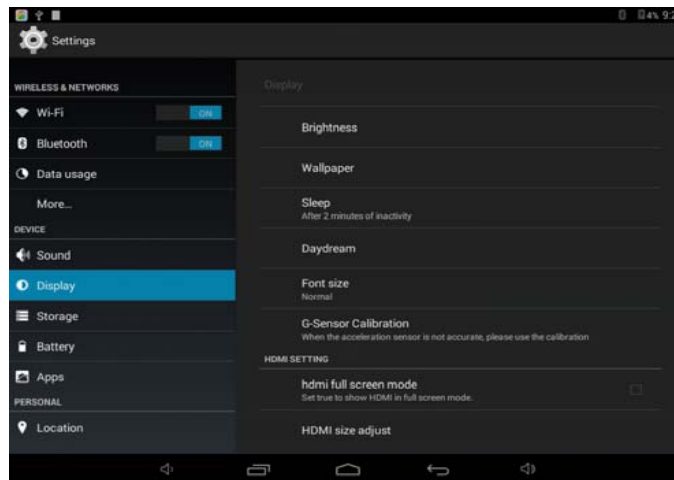 4% 9:2
Settings
WIRELESS & NETWORKS
Wi-Fi ON
Bluetooth ON
Data usage
More...
DEVICE
Sound
Display
Storage
Battery
Apps
PERSONAL
Location
Display
Brightness
Wallpaper
Sleep
After 2 minutes of inactivity
Daydream
Font size
Normal
G-Sensor Calibration
When the acceleration sensor is not accurate, please use the calibration
HDMI SETTING
hdmi full screen mode
Set true to show HDMI in full screen mode.
HDMI size adjust